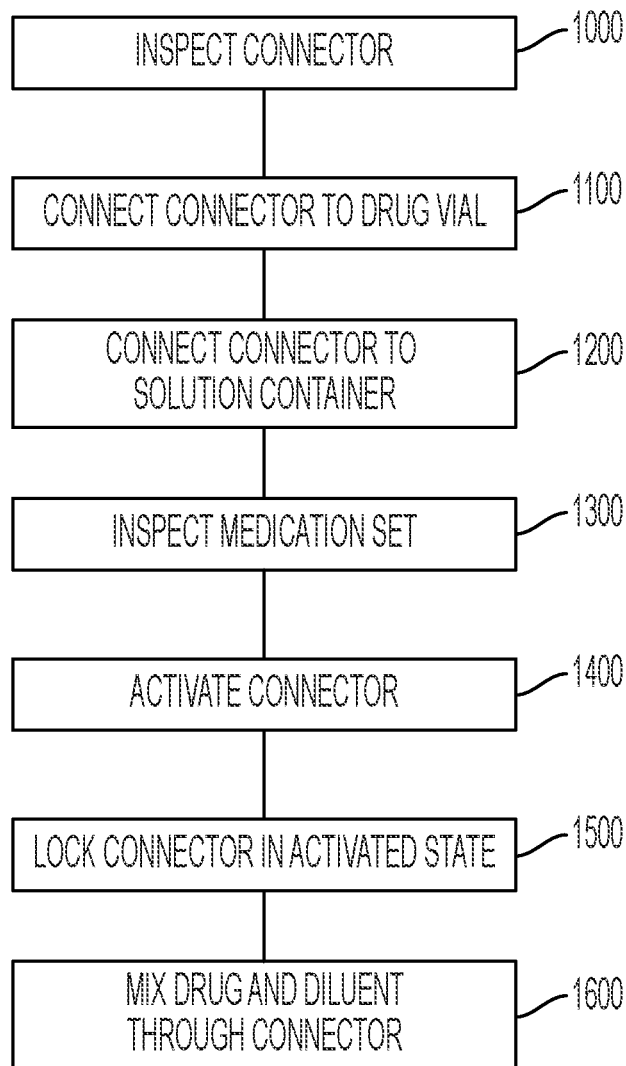 INSPECT CONNECTOR
1000
CONNECT CONNECTOR TO DRUG VIAL
1100
CONNECT CONNECTOR TO
SOLUTION CONTAINER
1200
INSPECT MEDICATION SET
1300
ACTIVATE CONNECTOR
1400
LOCK CONNECTOR IN ACTIVATED STATE
1500
MIX DRUG AND DILUENT
THROUGH CONNECTOR
1600